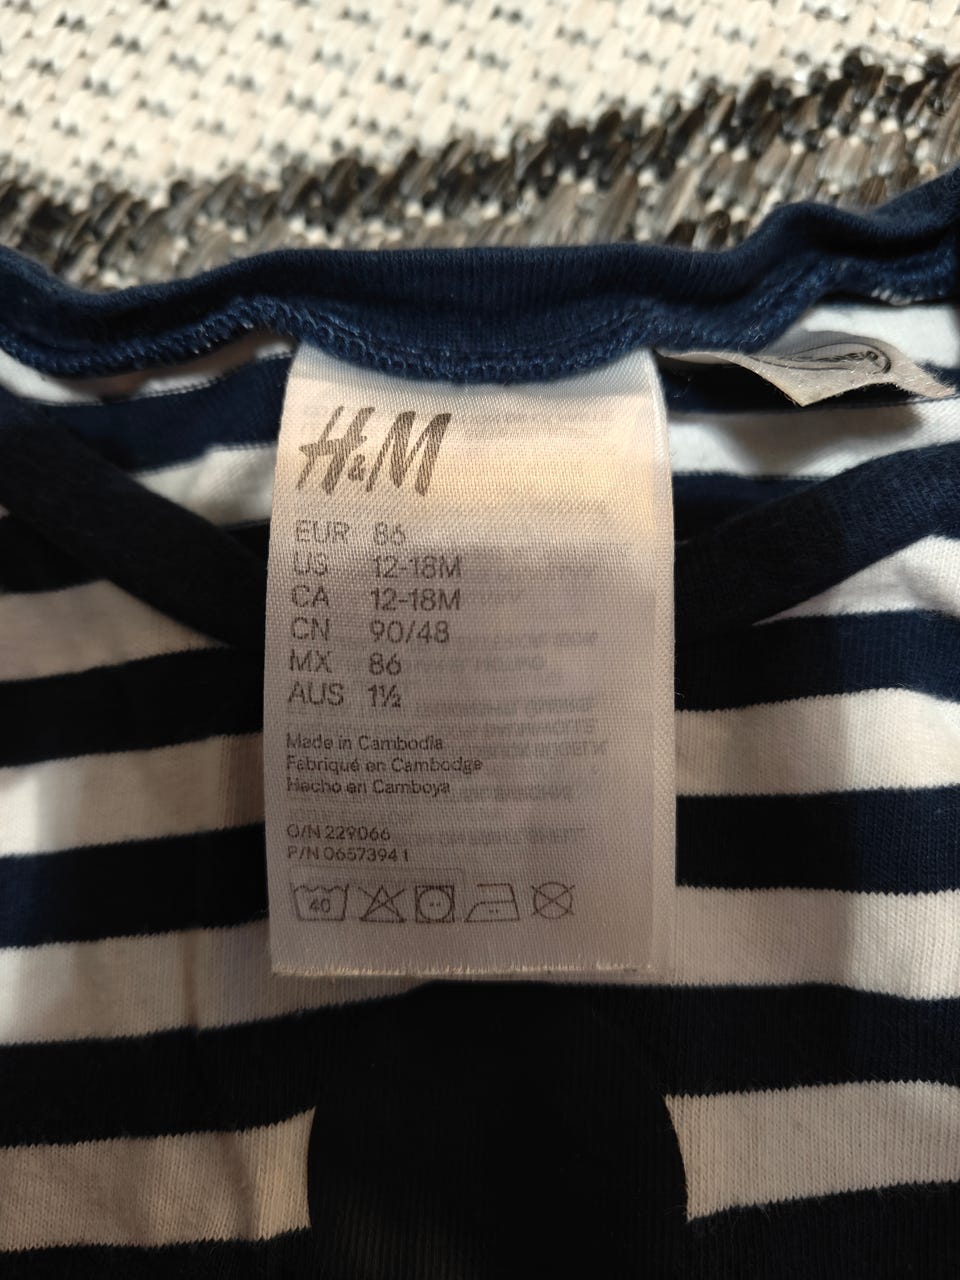 H&M
EUR 86
US 12-18M
CA 12-18M
CN 90/48
MX 86
AUS 1½
Made in Cambodia
Fabriqué en Cambodge
Hecho en Camboya
O/N 229066
P/N 06573941
40